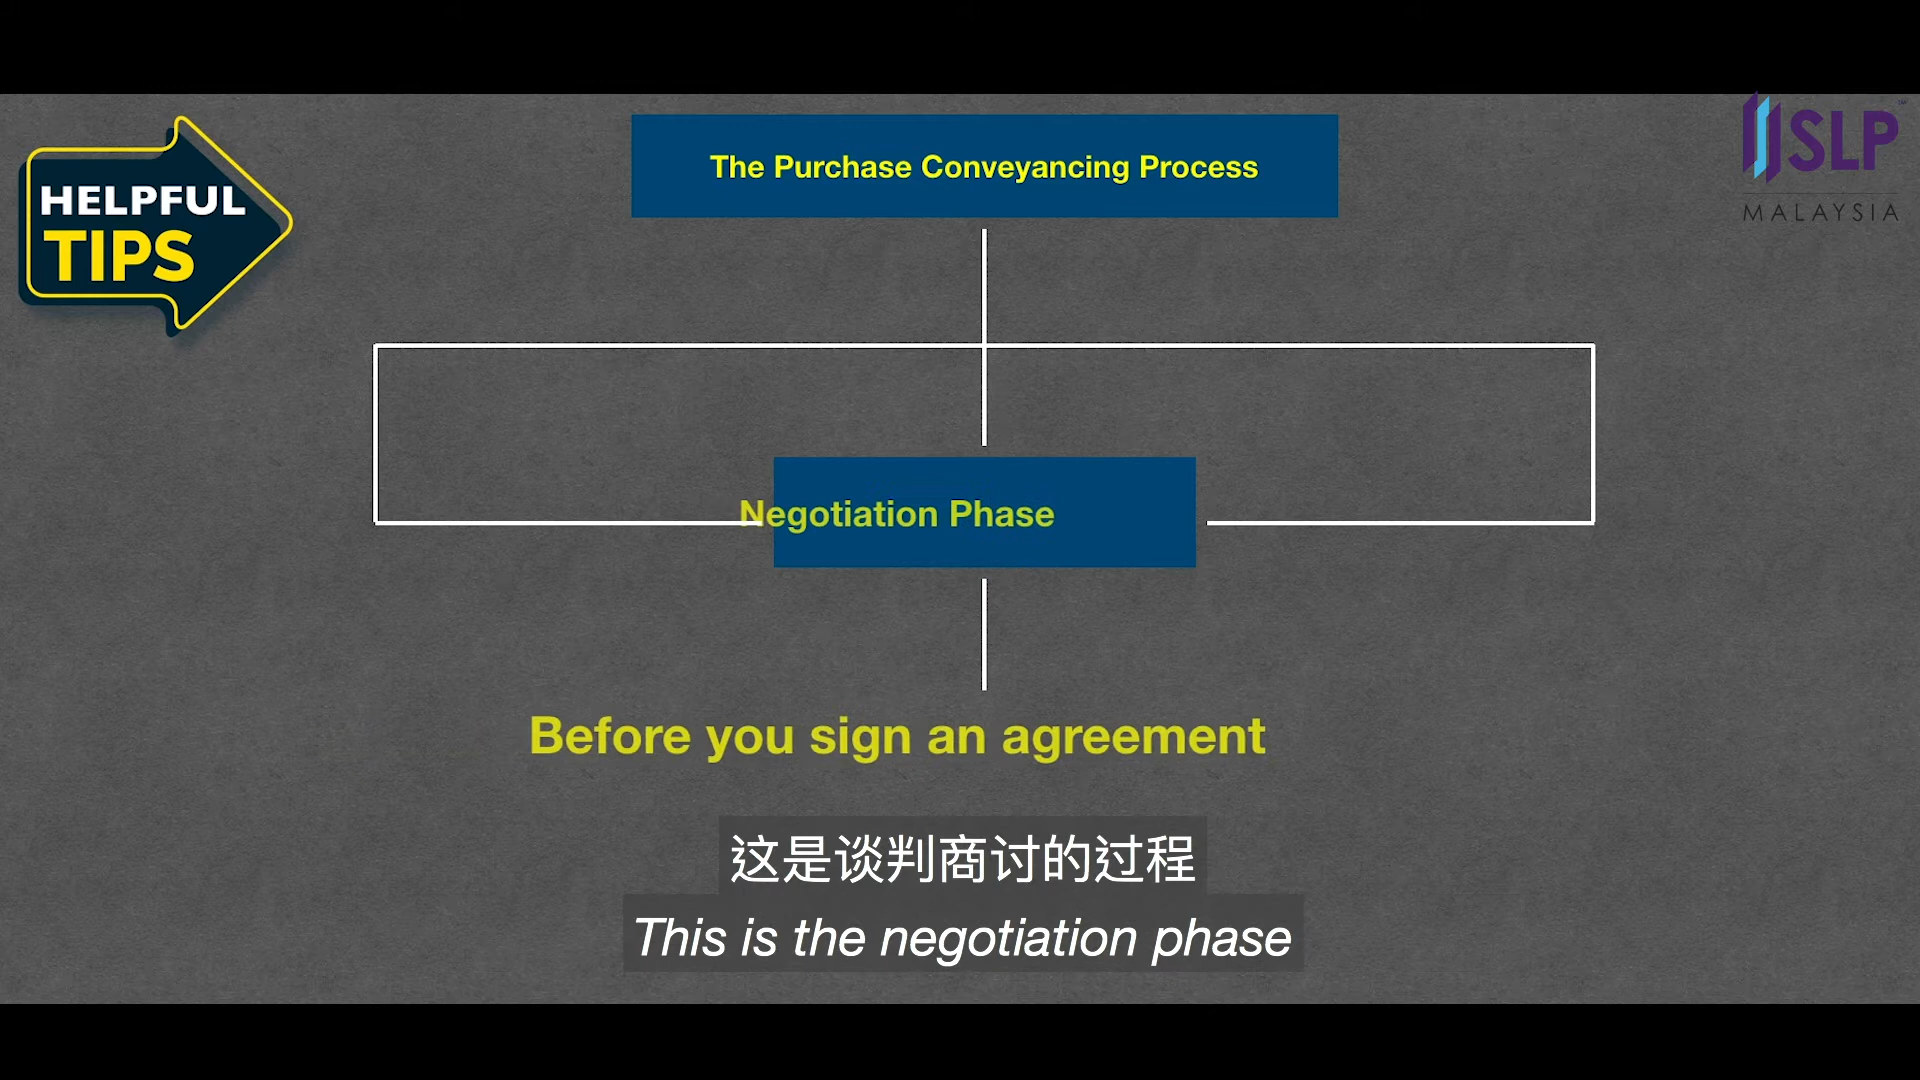 The Purchase Conveyancing Process
HELPFUL
TIPS
SLP
MALAYSIA
Negotiation Phase
Before you sign an agreement
这是谈判商讨的过程
This is the negotiation phase